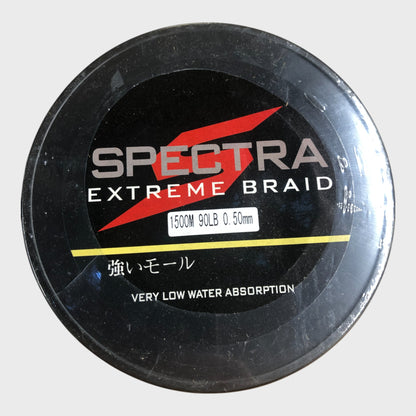 SPECTRA
EXTREME BRAID
1500M 90LB 0.50mm
強いモール
VERY LOW WATER ABSORPTION